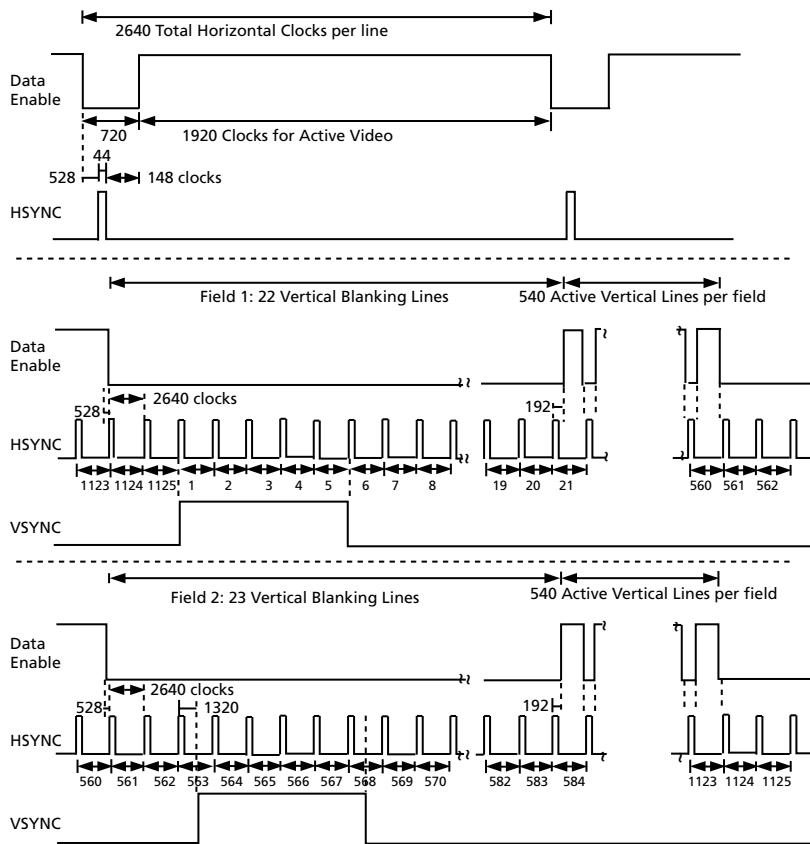 2640 Total Horizontal Clocks per line
Data
Enable
720
1920 Clocks for Active Video
44
528
148 clocks
HSYNC
Field 1: 22 Vertical Blanking Lines
540 Active Vertical Lines per field
Data
Enable
2640 clocks
528
192
HSYNC
1123 1124 1125 1 2 3 4 5 6 7 8 19 20 21 560 561 562
VSYNC
Field 2: 23 Vertical Blanking Lines
540 Active Vertical Lines per field
Data
Enable
2640 clocks
528
1320
192
HSYNC
560 561 562 563 564 565 566 567 568 569 570 582 583 584 1123 1124 1125
VSYNC